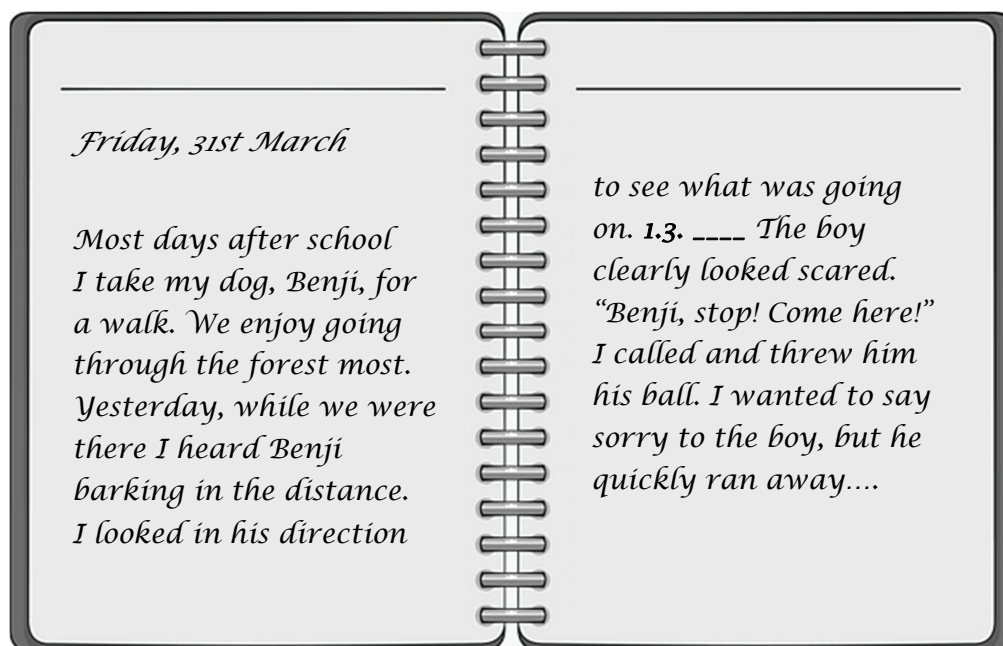 Friday, 31st March
Most days after school
I take my dog, Benji, for
a walk. We enjoy going
through the forest most.
Yesterday, while we were
there I heard Benji
barking in the distance.
I looked in his direction
to see what was going
on. 1.3. ____ The boy
clearly looked scared.
“Benji, stop! Come here!”
I called and threw him
his ball. I wanted to say
sorry to the boy, but he
quickly ran away….